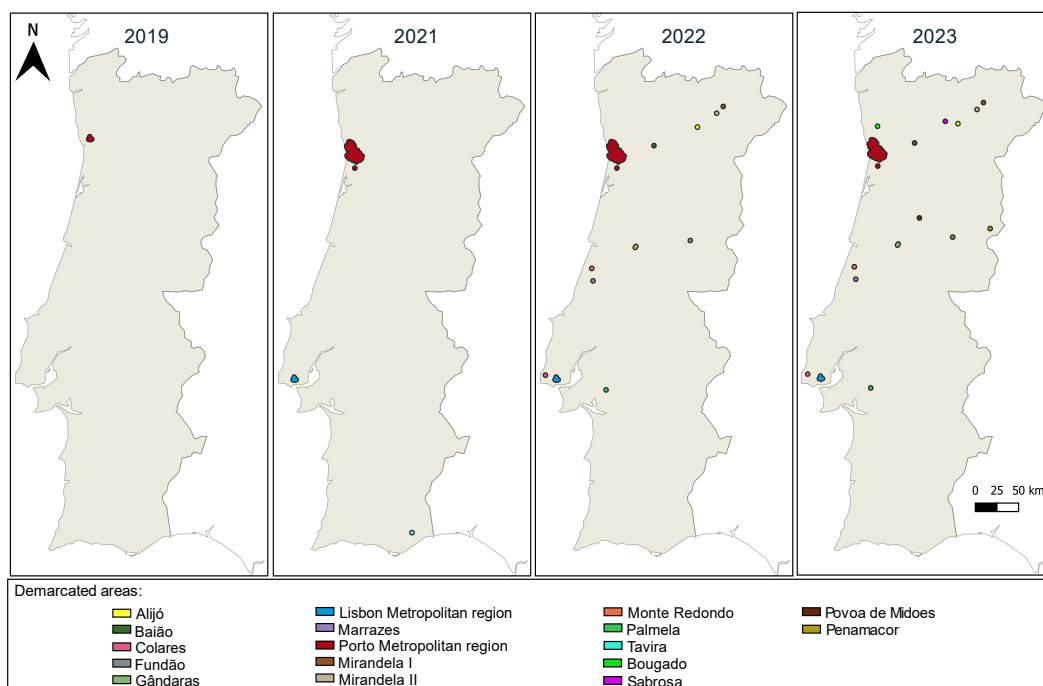 N
2019
2021
2022
2023
0 25 50 km
Demarcated areas:
Alijó
Baião
Colares
Fundão
Gândaras
Lisbon Metropolitan region
Marrazes
Porto Metropolitan region
Mirandela I
Mirandela II
Monte Redondo
Palmela
Tavira
Bougado
Sabrosa
Povoa de Midoes
Penamacor